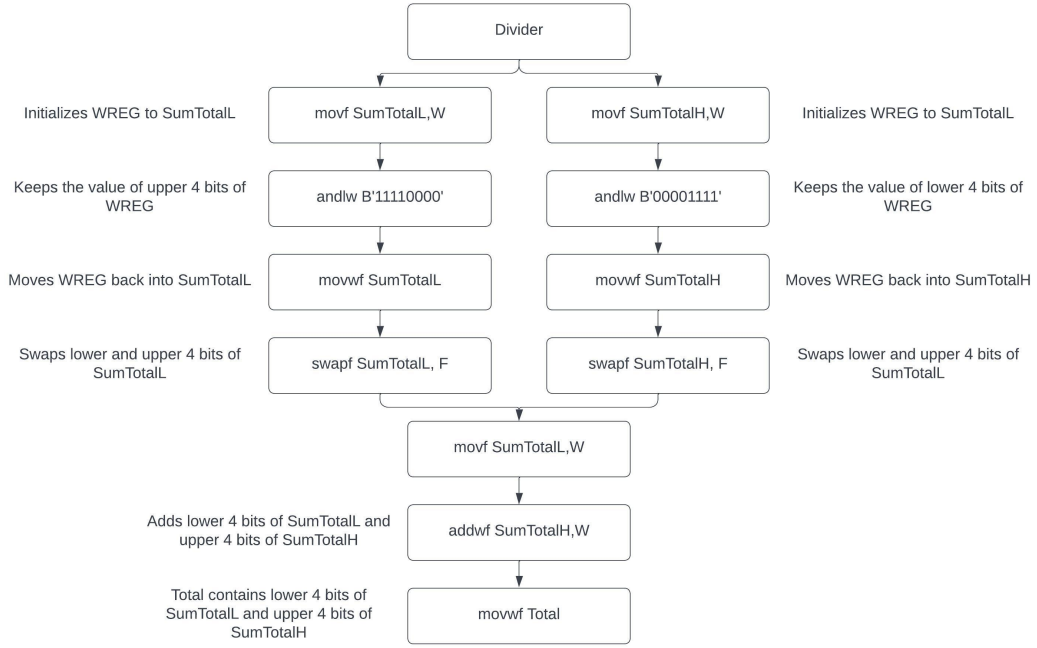 Divider
Initializes WREG to SumTotalL
movf SumTotalL,W
movf SumTotalH,W
Initializes WREG to SumTotalL
Keeps the value of upper 4 bits of
WREG
andlw B'11110000'
andlw B'00001111'
Keeps the value of lower 4 bits of
WREG
Moves WREG back into SumTotalL
movwf SumTotalL
movwf SumTotalH
Moves WREG back into SumTotalH
Swaps lower and upper 4 bits of
SumTotalL
swapf SumTotalL, F
swapf SumTotalH, F
Swaps lower and upper 4 bits of
SumTotalL
movf SumTotalL,W
Adds lower 4 bits of SumTotalL and
upper 4 bits of SumTotalH
addwf SumTotalH,W
Total contains lower 4 bits of
SumTotalL and upper 4 bits of
SumTotalH
movwf Total